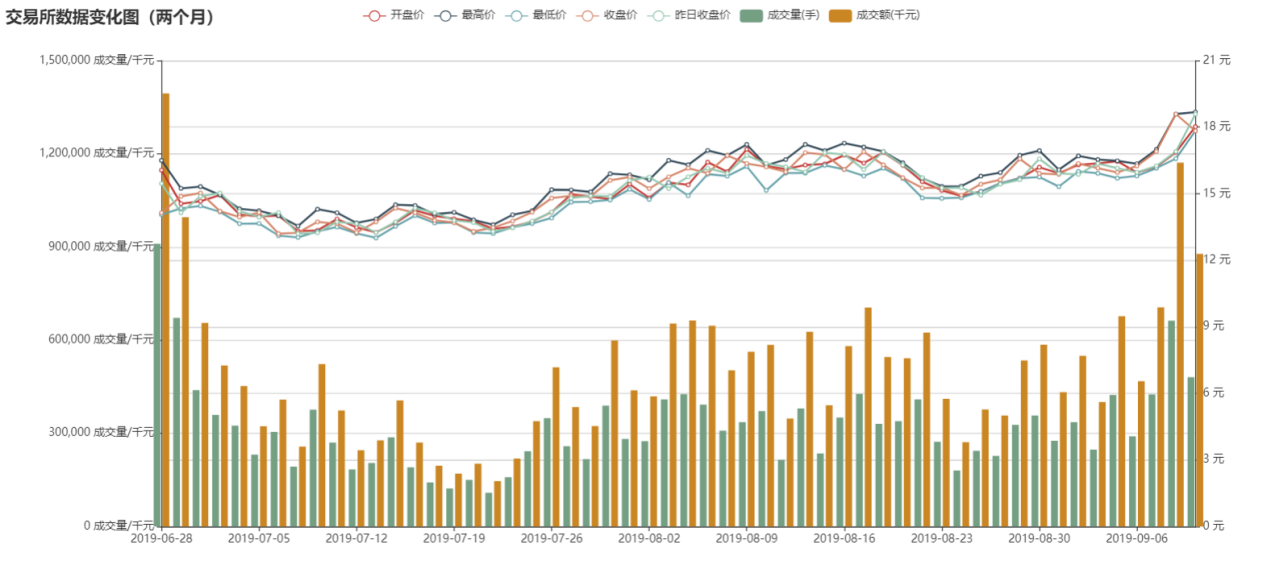 交易所数据变化图（两个月）
开盘价 最高价 最低价 收盘价 昨日收盘价 成交量(手) 成交额(千元)
1,500,000 成交量/千元
1,200,000 成交量/千元
900,000 成交量/千元
600,000 成交量/千元
300,000 成交量/千元
0 成交量/千元
21 元
18 元
15 元
12 元
9 元
6 元
3 元
0 元
2019-06-28 2019-07-05 2019-07-12 2019-07-19 2019-07-26 2019-08-02 2019-08-09 2019-08-16 2019-08-23 2019-08-30 2019-09-06